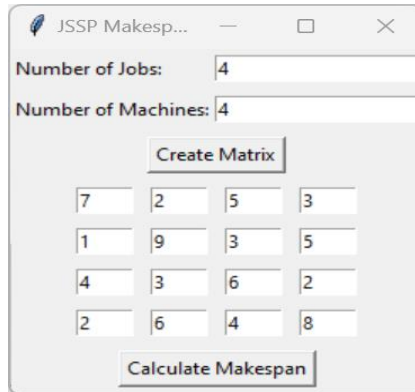 JSSP Makesp...
Number of Jobs: 4
Number of Machines: 4
Create Matrix
7 2 5 3
1 9 3 5
4 3 6 2
2 6 4 8
Calculate Makespan